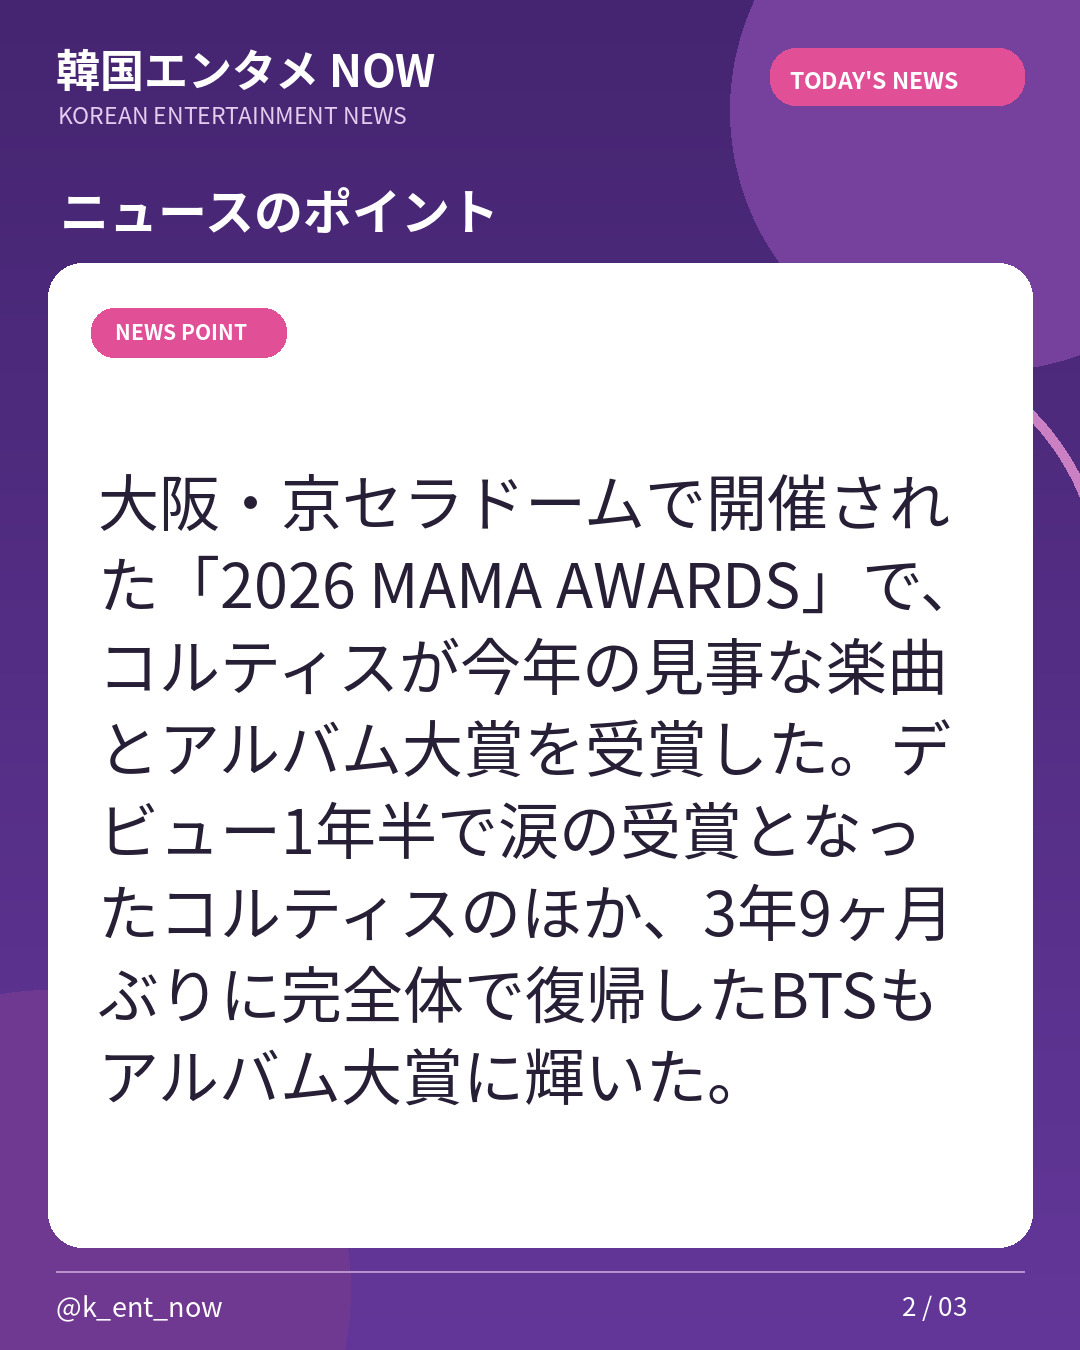 韓国エンタメ NOW
KOREAN ENTERTAINMENT NEWS
TODAY'S NEWS
ニュースのポイント
NEWS POINT
大阪・京セラドームで開催され
た「2026 MAMA AWARDS」で、
コルティスが今年の見事な楽曲
とアルバム大賞を受賞した。デ
ビュー1年半で涙の受賞となっ
たコルティスのほか、3年9ヶ月
ぶりに完全体で復帰したBTSも
アルバム大賞に輝いた。
@k_ent_now
2 / 03